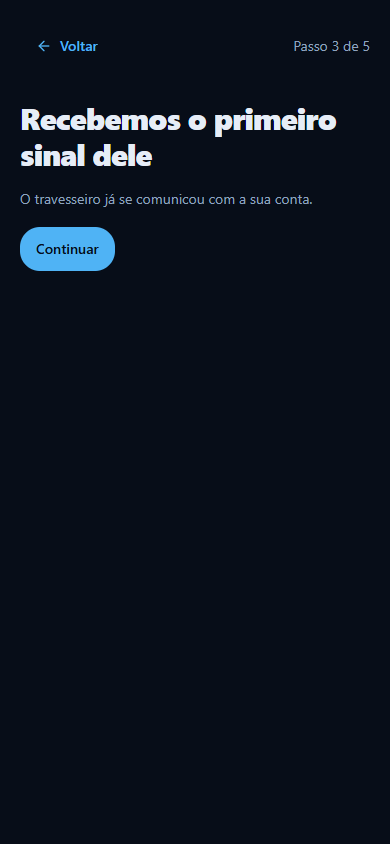 Voltar
Passo 3 de 5
Recebemos o primeiro
sinal dele
O travesseiro já se comunicou com a sua conta.
Continuar